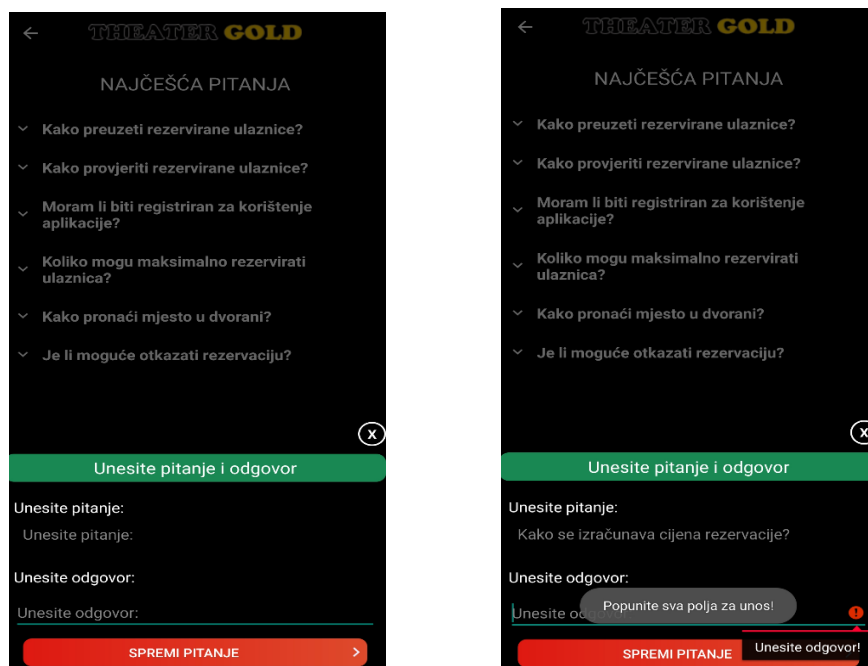 THEATER GOLD
NAJČEŠĆA PITANJA
Kako preuzeti rezervirane ulaznice?
Kako provjeriti rezervirane ulaznice?
Moram li biti registriran za korištenje
aplikacije?
Koliko mogu maksimalno rezervirati
ulaznica?
Kako pronaći mjesto u dvorani?
Je li moguće otkazati rezervaciju?
X
Unesite pitanje i odgovor
Unesite pitanje:
Unesite pitanje:
Unesite odgovor:
Unesite odgovor:
SPREMI PITANJE
THEATER GOLD
NAJČEŠĆA PITANJA
Kako preuzeti rezervirane ulaznice?
Kako provjeriti rezervirane ulaznice?
Moram li biti registriran za korištenje
aplikacije?
Koliko mogu maksimalno rezervirati
ulaznica?
Kako pronaći mjesto u dvorani?
Je li moguće otkazati rezervaciju?
X
Unesite pitanje i odgovor
Unesite pitanje:
Kako se izračunava cijena rezervacije?
Unesite odgovor:
Unesite
Popunite sva polja za unos!
Unesite odgovor!
SPREMI PITANJE